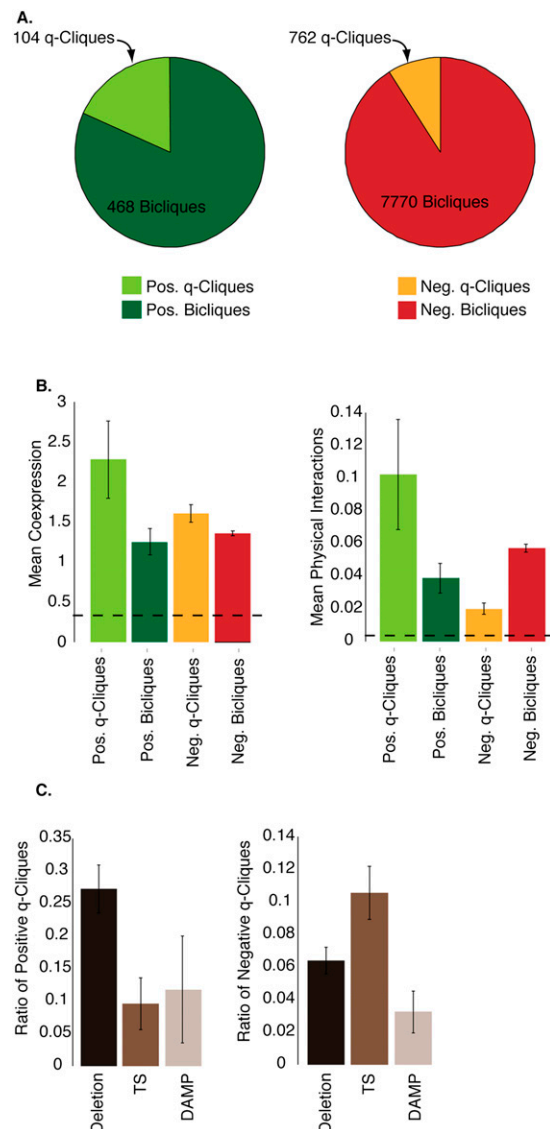 A.
104 q-Cliques
762 q-Cliques
468 Bicliques
7770 Bicliques
Pos. q-Cliques
Pos. Bicliques
Neg. q-Cliques
Neg. Bicliques
B.
Mean Coexpression
3
2.5
2
1.5
1
0.5
0
Pos. q-Cliques
Pos. Bicliques
Neg. q-Cliques
Neg. Bicliques
Mean Physical Interactions
0.14
0.12
0.1
0.08
0.06
0.04
0.02
0
Pos. q-Cliques
Pos. Bicliques
Neg. q-Cliques
Neg. Bicliques
C.
Ratio of Positive q-Cliques
0.35
0.3
0.25
0.2
0.15
0.1
0.05
0
Deletion
TS
DAMP
Ratio of Negative q-Cliques
0.14
0.12
0.1
0.08
0.06
0.04
0.02
0
Deletion
TS
DAMP